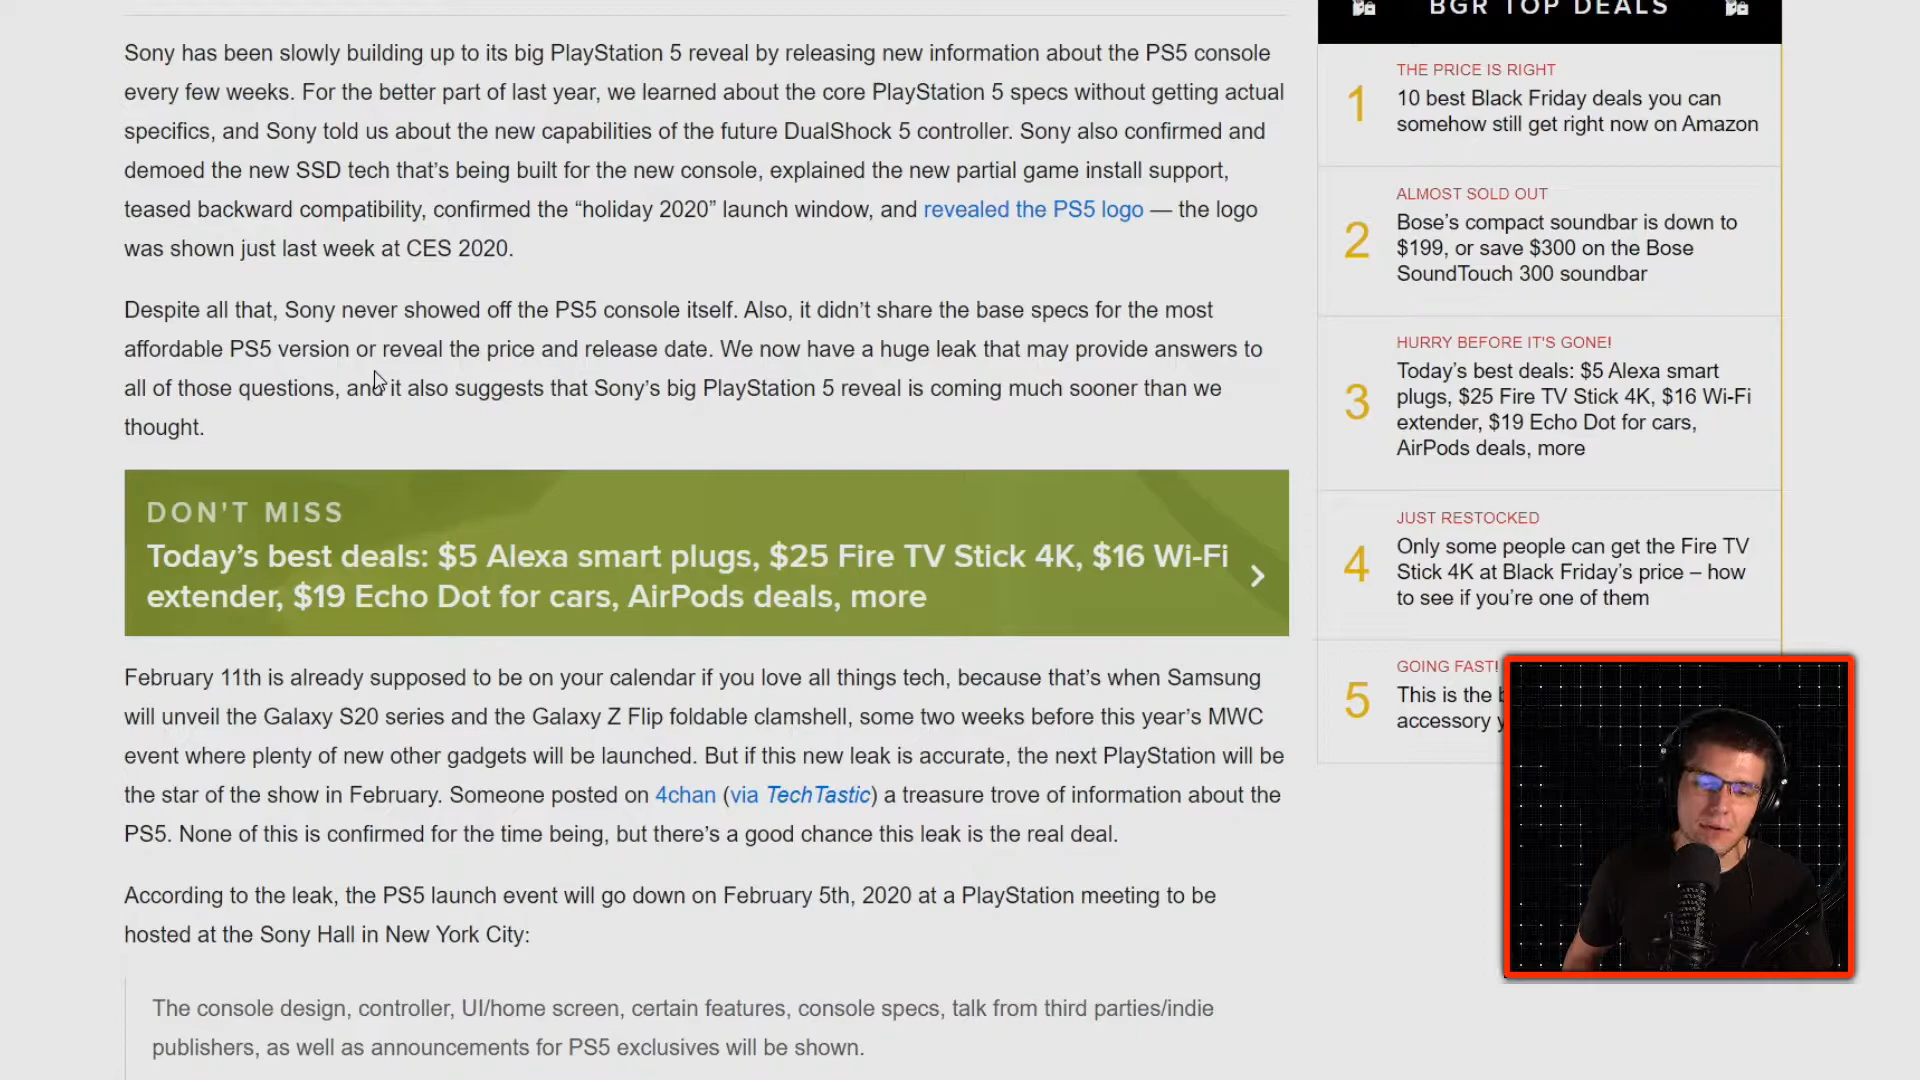 Sony has been slowly building up to its big PlayStation 5 reveal by releasing new information about the PS5 console
every few weeks. For the better part of last year, we learned about the core PlayStation 5 specs without getting actual
specifics, and Sony told us about the new capabilities of the future DualShock 5 controller. Sony also confirmed and
demoed the new SSD tech that’s being built for the new console, explained the new partial game install support,
teased backward compatibility, confirmed the “holiday 2020” launch window, and revealed the PS5 logo — the logo
was shown just last week at CES 2020.
Despite all that, Sony never showed off the PS5 console itself. Also, it didn’t share the base specs for the most
affordable PS5 version or reveal the price and release date. We now have a huge leak that may provide answers to
all of those questions, and it also suggests that Sony’s big PlayStation 5 reveal is coming much sooner than we
thought.
DON'T MISS
Today’s best deals: $5 Alexa smart plugs, $25 Fire TV Stick 4K, $16 Wi-Fi
extender, $19 Echo Dot for cars, AirPods deals, more
February 11th is already supposed to be on your calendar if you love all things tech, because that’s when Samsung
will unveil the Galaxy S20 series and the Galaxy Z Flip foldable clamshell, some two weeks before this year’s MWC
event where plenty of new other gadgets will be launched. But if this new leak is accurate, the next PlayStation will be
the star of the show in February. Someone posted on 4chan (via TechTastic) a treasure trove of information about the
PS5. None of this is confirmed for the time being, but there’s a good chance this leak is the real deal.
According to the leak, the PS5 launch event will go down on February 5th, 2020 at a PlayStation meeting to be
hosted at the Sony Hall in New York City:
The console design, controller, UI/home screen, certain features, console specs, talk from third parties/indie
publishers, as well as announcements for PS5 exclusives will be shown.
BGR TOP DEALS
1
THE PRICE IS RIGHT
10 best Black Friday deals you can
somehow still get right now on Amazon
2
ALMOST SOLD OUT
Bose’s compact soundbar is down to
$199, or save $300 on the Bose
SoundTouch 300 soundbar
3
HURRY BEFORE IT'S GONE!
Today’s best deals: $5 Alexa smart
plugs, $25 Fire TV Stick 4K, $16 Wi-Fi
extender, $19 Echo Dot for cars,
AirPods deals, more
4
JUST RESTOCKED
Only some people can get the Fire TV
Stick 4K at Black Friday’s price – how
to see if you’re one of them
5
GOING FAST!
This is the
accessory